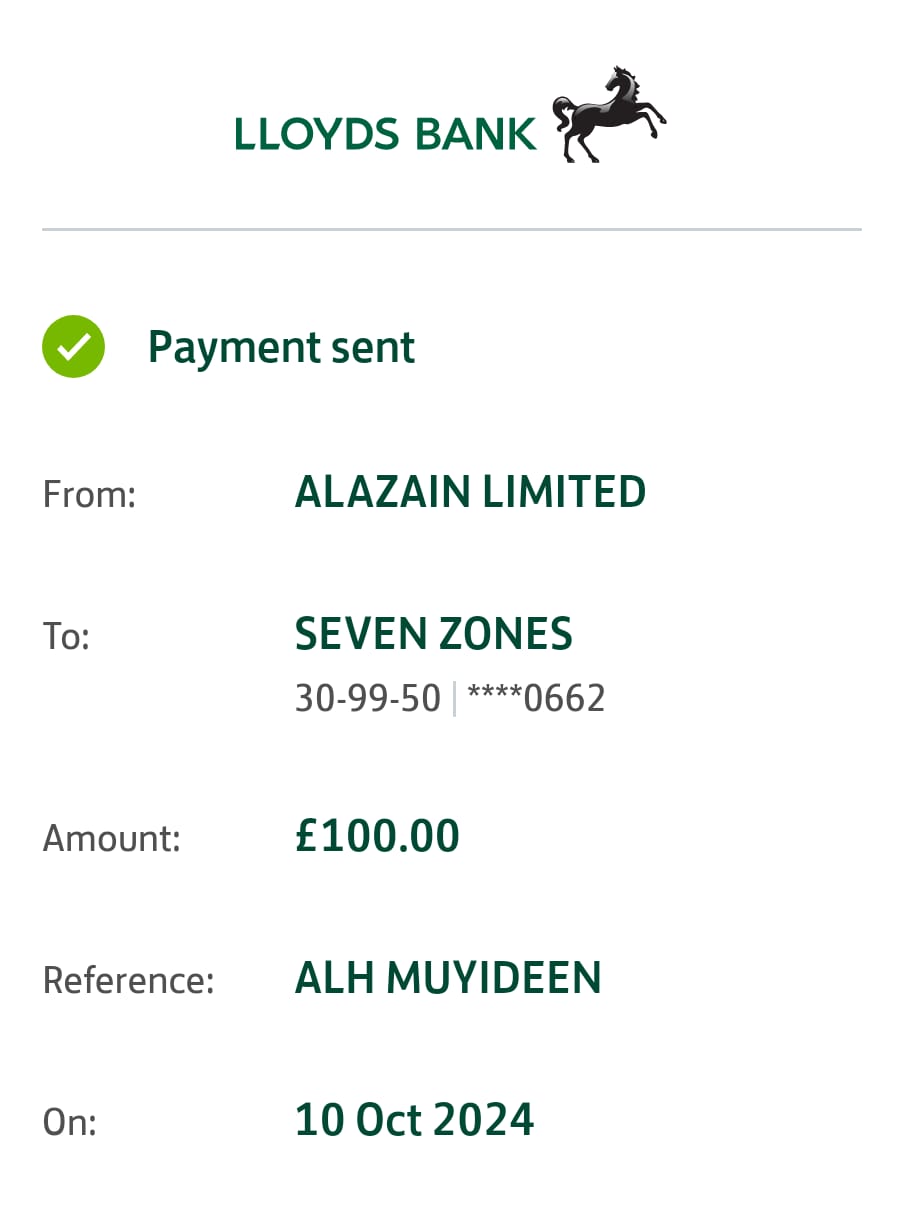 LLOYDS BANK
Payment sent
From: ALAZAIN LIMITED
To: SEVEN ZONES
30-99-50 | ****0662
Amount: £100.00
Reference: ALH MUYIDEEN
On: 10 Oct 2024